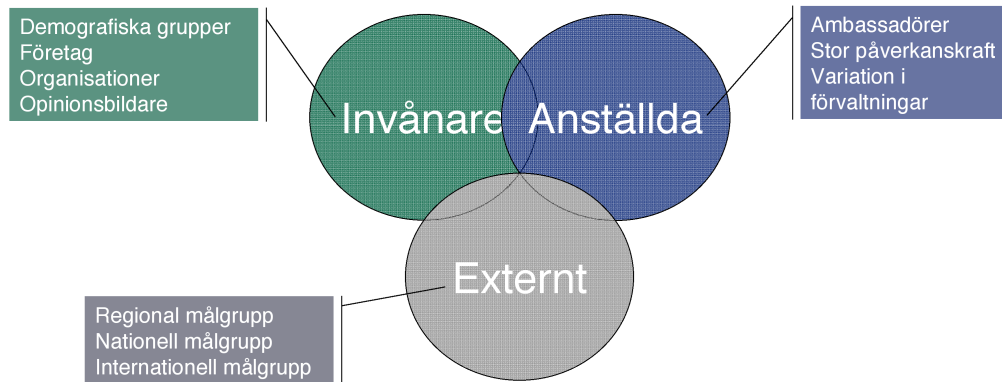 Demografiska grupper
Företag
Organisationer
Opinionsbildare
Invånare
Anställda
Ambassadörer
Stor påverkanskraft
Variation i
förvaltningar
Externt
Regional målgrupp
Nationell målgrupp
Internationell målgrupp